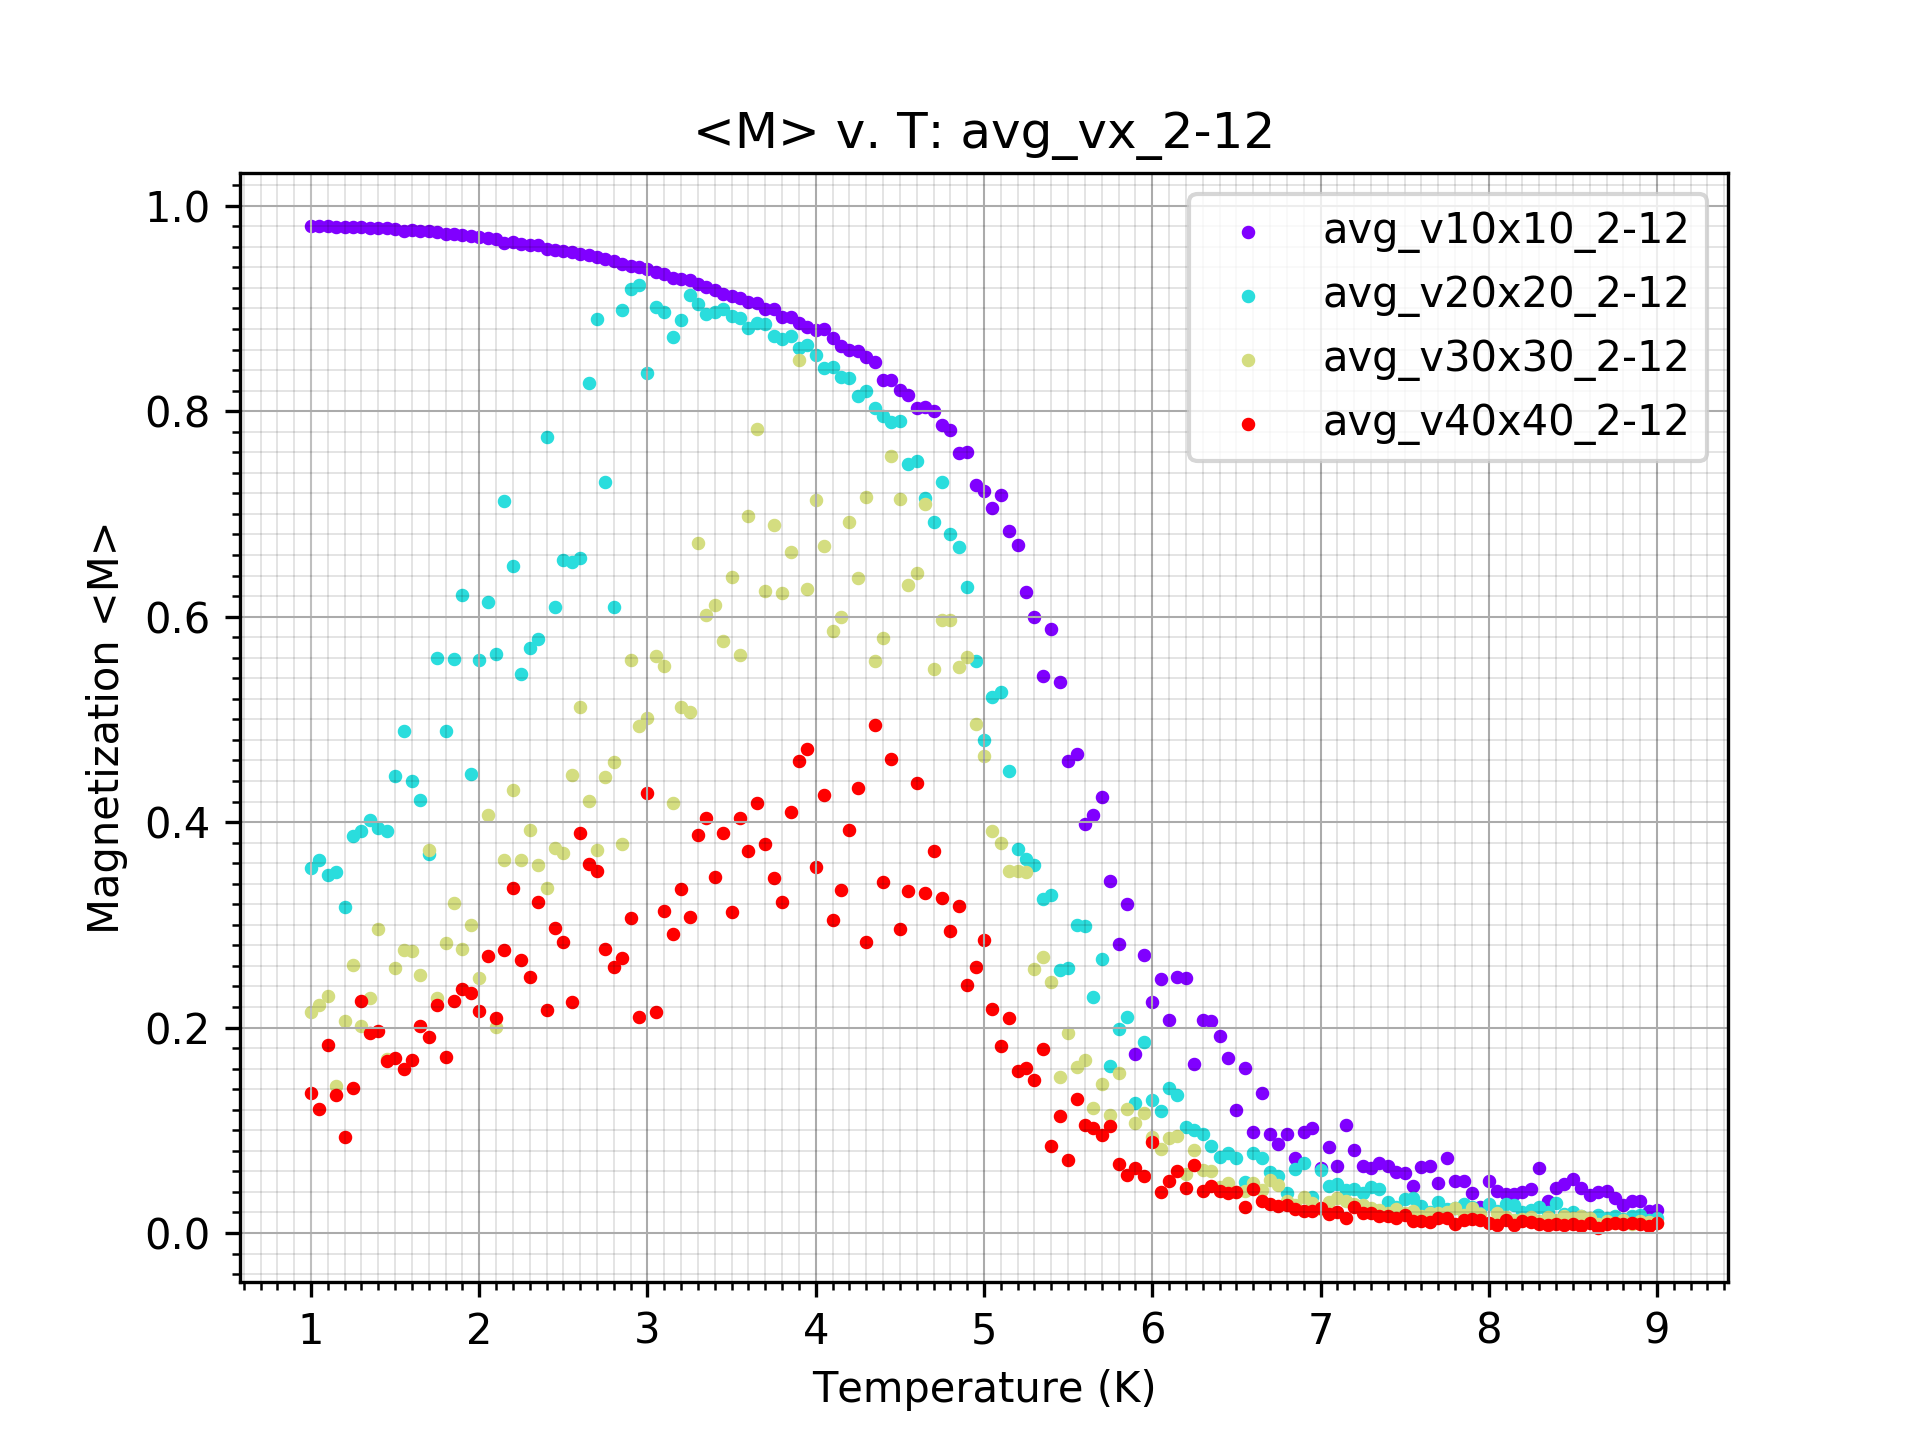 <M> v. T: avg_vx_2-12
avg_v10x10_2-12
avg_v20x20_2-12
avg_v30x30_2-12
avg_v40x40_2-12
Magnetization <M>
1.0
0.8
0.6
0.4
0.2
0.0
1 2 3 4 5 6 7 8 9
Temperature (K)